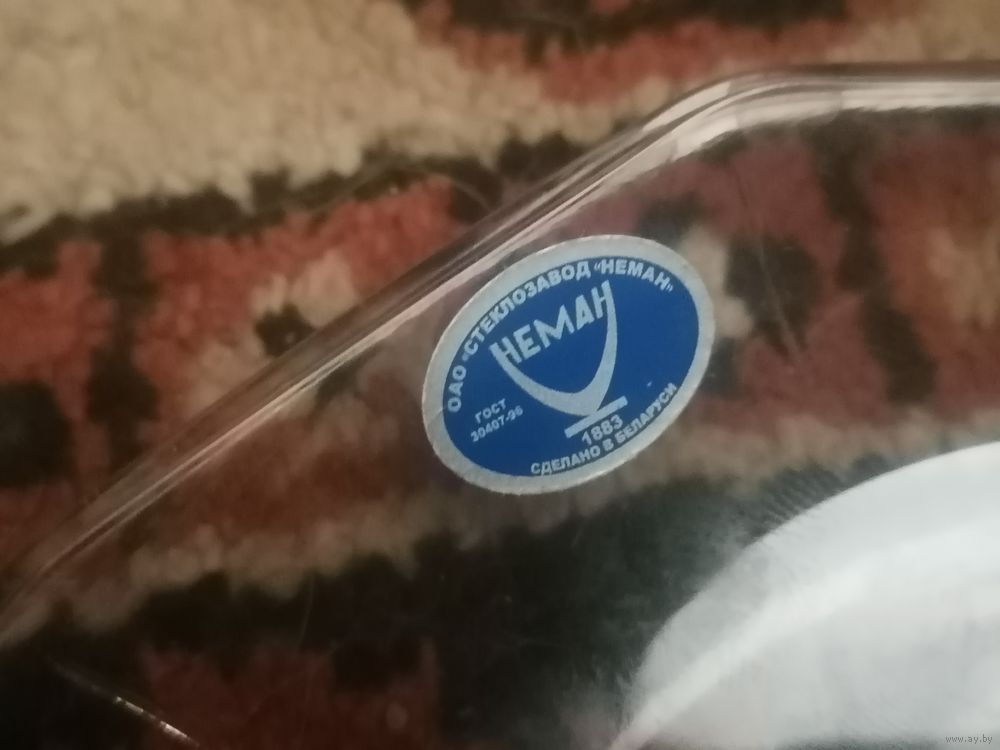 ОАО «СТЕКЛОЗАВОД "НЕМАН"
НЕМАН
ГОСТ
30407-96
1883
СДЕЛАНО В БЕЛАРУСИ
www.ay.by